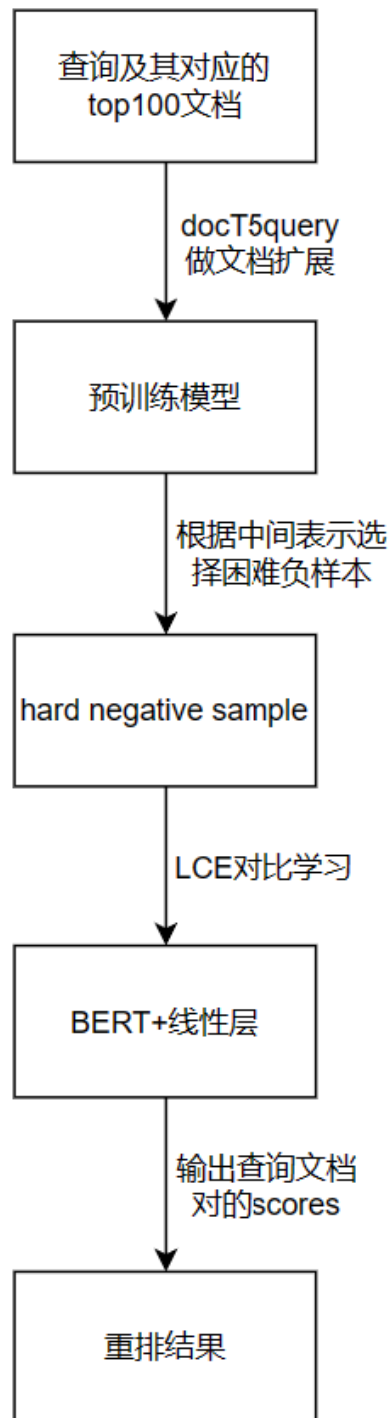 查询及其对应的
top100文档
docT5query
做文档扩展
预训练模型
根据中间表示选
择困难负样本
hard negative sample
LCE对比学习
BERT+线性层
输出查询文档
对的scores
重排结果